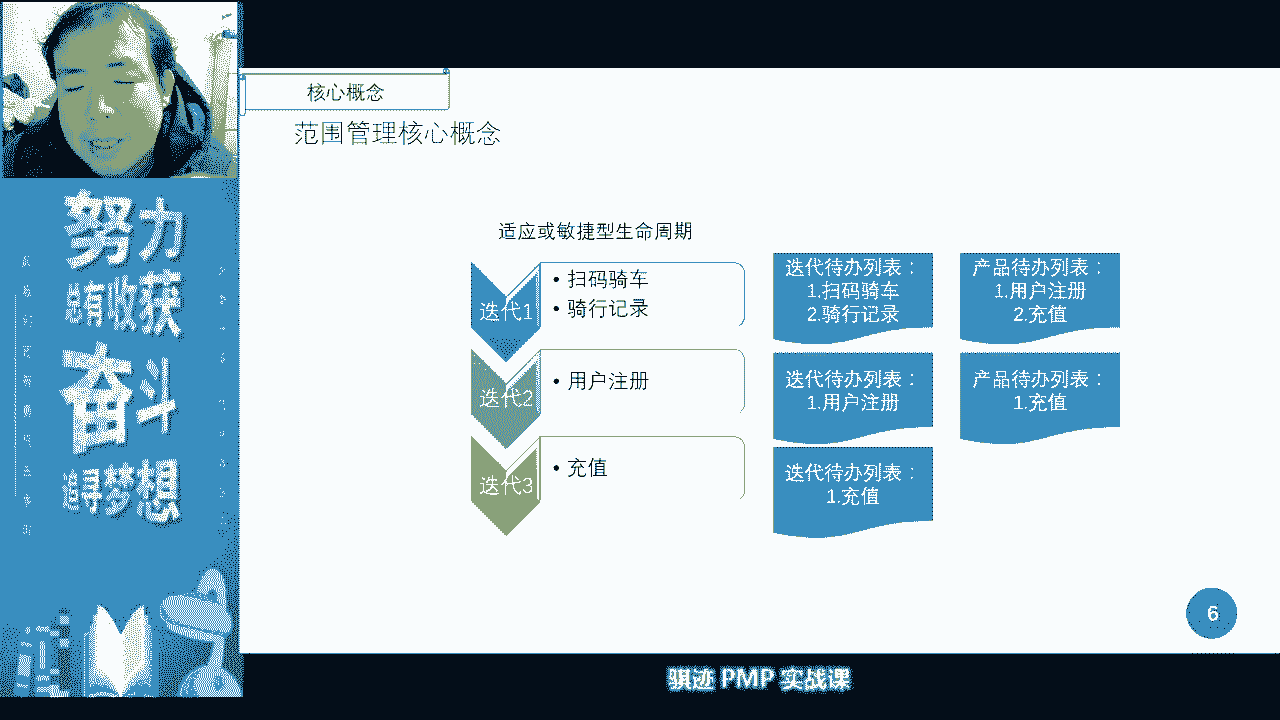 核心概念
范围管理核心概念
适应或敏捷型生命周期
迭代1
• 扫码骑车
• 骑行记录
迭代待办列表：
1.扫码骑车
2.骑行记录
产品待办列表：
1.用户注册
2.充值
迭代2
• 用户注册
迭代待办列表：
1.用户注册
产品待办列表：
1.充值
迭代3
• 充值
迭代待办列表：
1.充值
6
努力
总有收获
奋斗
追寻梦想
骐迹 PMP 实战课